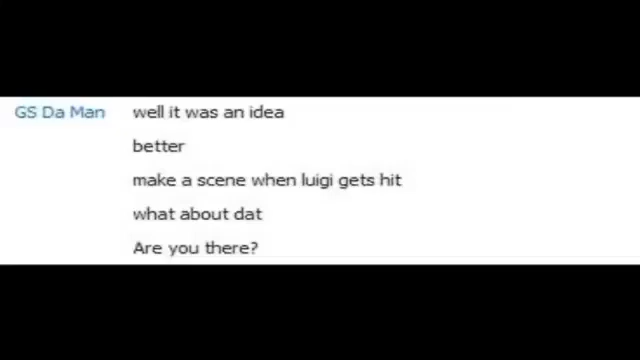 GS Da Man well it was an idea
better
make a scene when luigi gets hit
what about dat
Are you there?